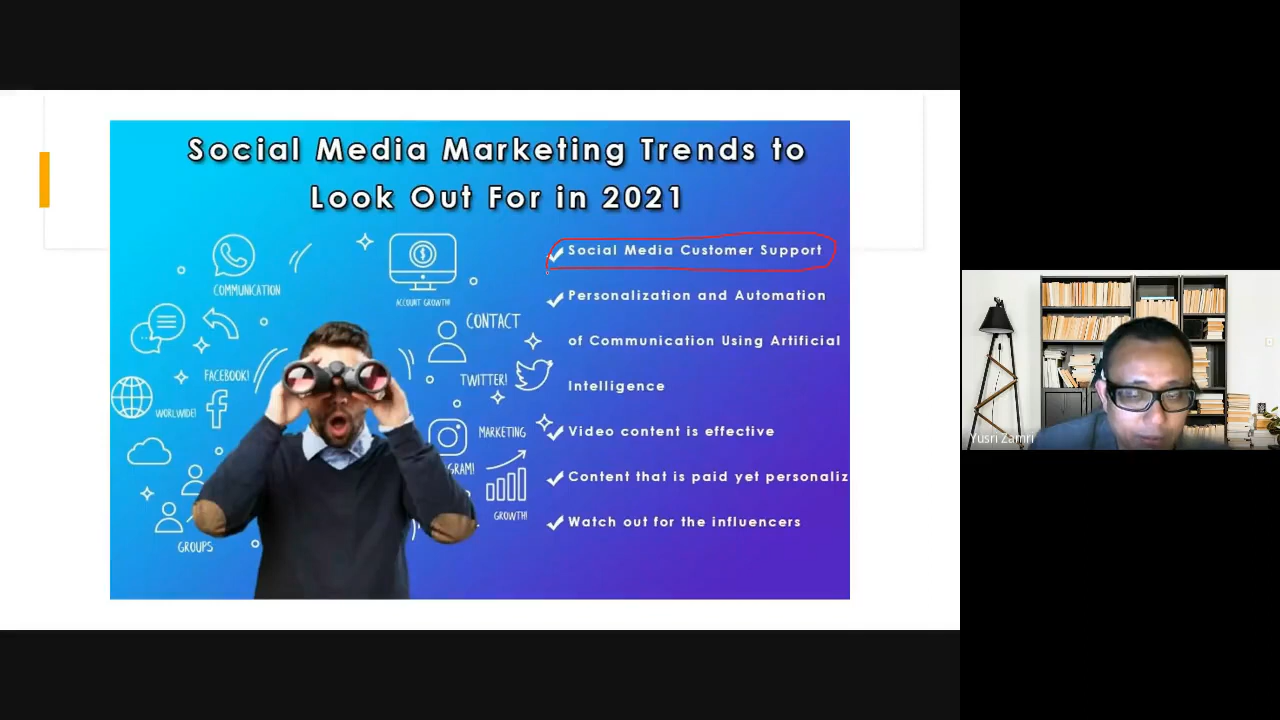 Social Media Marketing Trends to
Look Out For in 2021
Social Media Customer Support
Personalization and Automation
of Communication Using Artificial
Intelligence
Video content is effective
Content that is paid yet personaliz
Watch out for the influencers
COMMUNICATION
ACCOUNT GROWTH!
CONTACT
FACEBOOK!
TWITTER!
WORLWIDE!
MARKETING
GRAM!
GROWTH!
GROUPS
Yusri Zamri